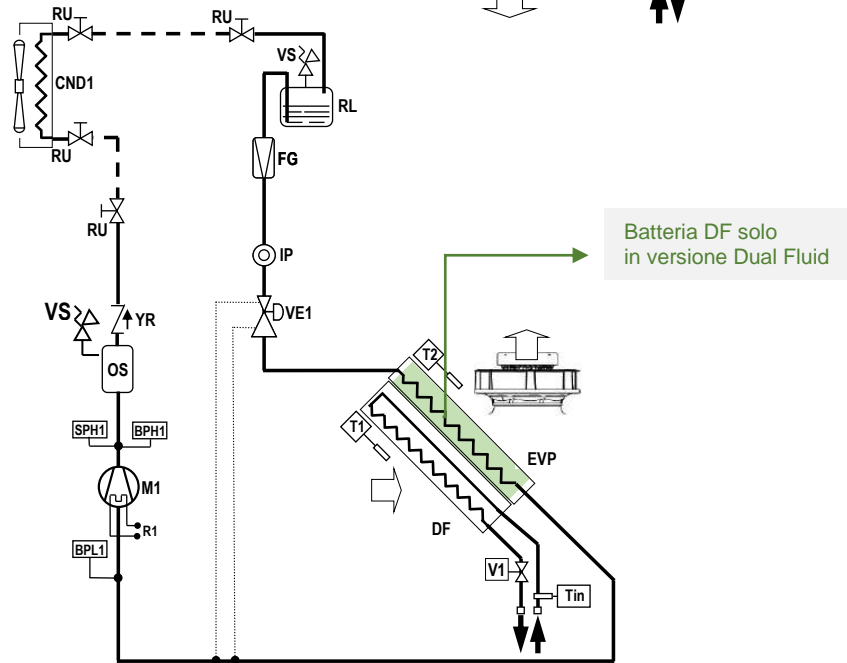 RU
RU
VS
CND1
RL
RU
FG
RU
Batteria DF solo
in versione Dual Fluid
IP
VS
YR
VE1
OS
T2
T1
SPH1
BPH1
EVP
M1
DF
R1
BPL1
V1
Tin